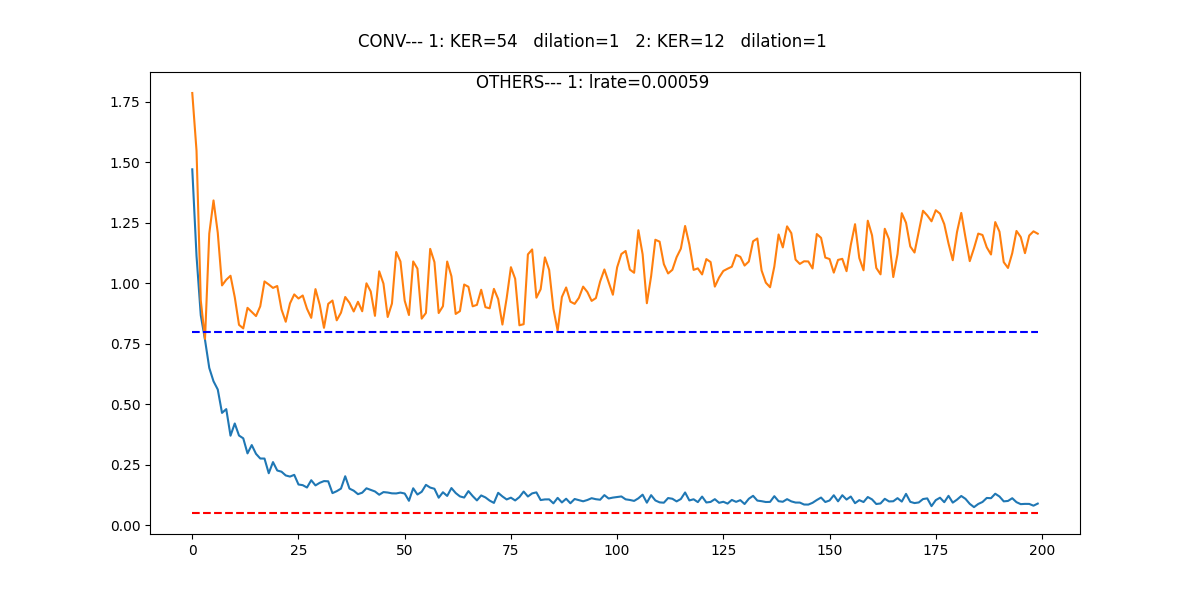 CONV--- 1: KER=54   dilation=1   2: KER=12   dilation=1
OTHERS--- 1: lrate=0.00059
1.75
1.50
1.25
1.00
0.75
0.50
0.25
0.00
0 25 50 75 100 125 150 175 200